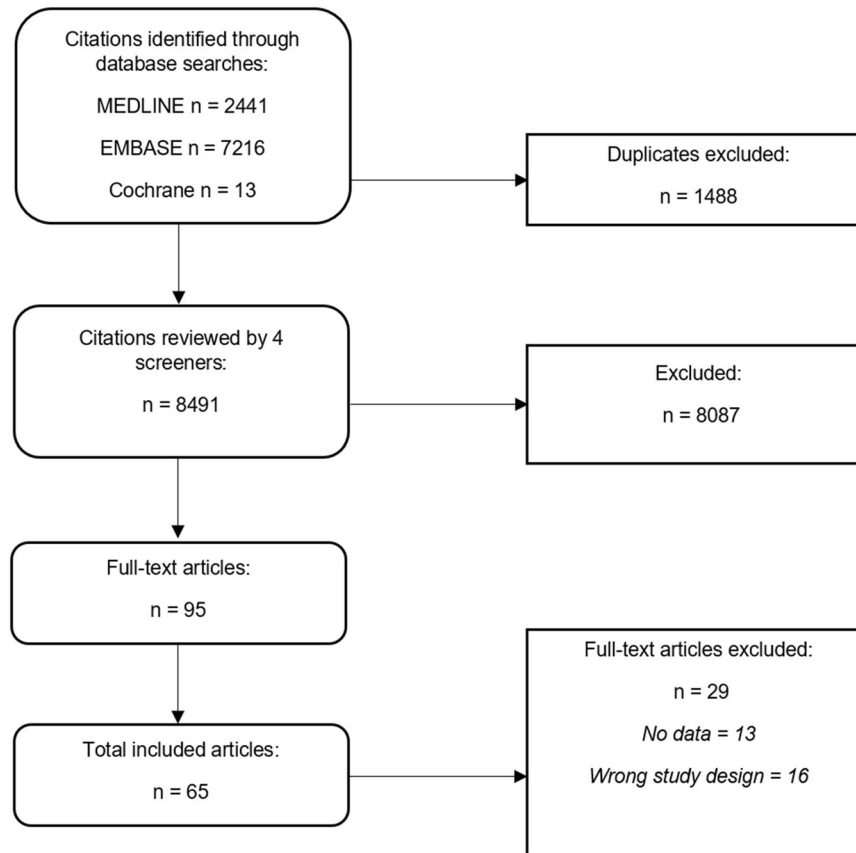 Citations identified through
database searches:
MEDLINE n = 2441
EMBASE n = 7216
Cochrane n = 13
Duplicates excluded:
n = 1488
Citations reviewed by 4
screeners:
n = 8491
Excluded:
n = 8087
Full-text articles:
n = 95
Full-text articles excluded:
n = 29
No data = 13
Wrong study design = 16
Total included articles:
n = 65